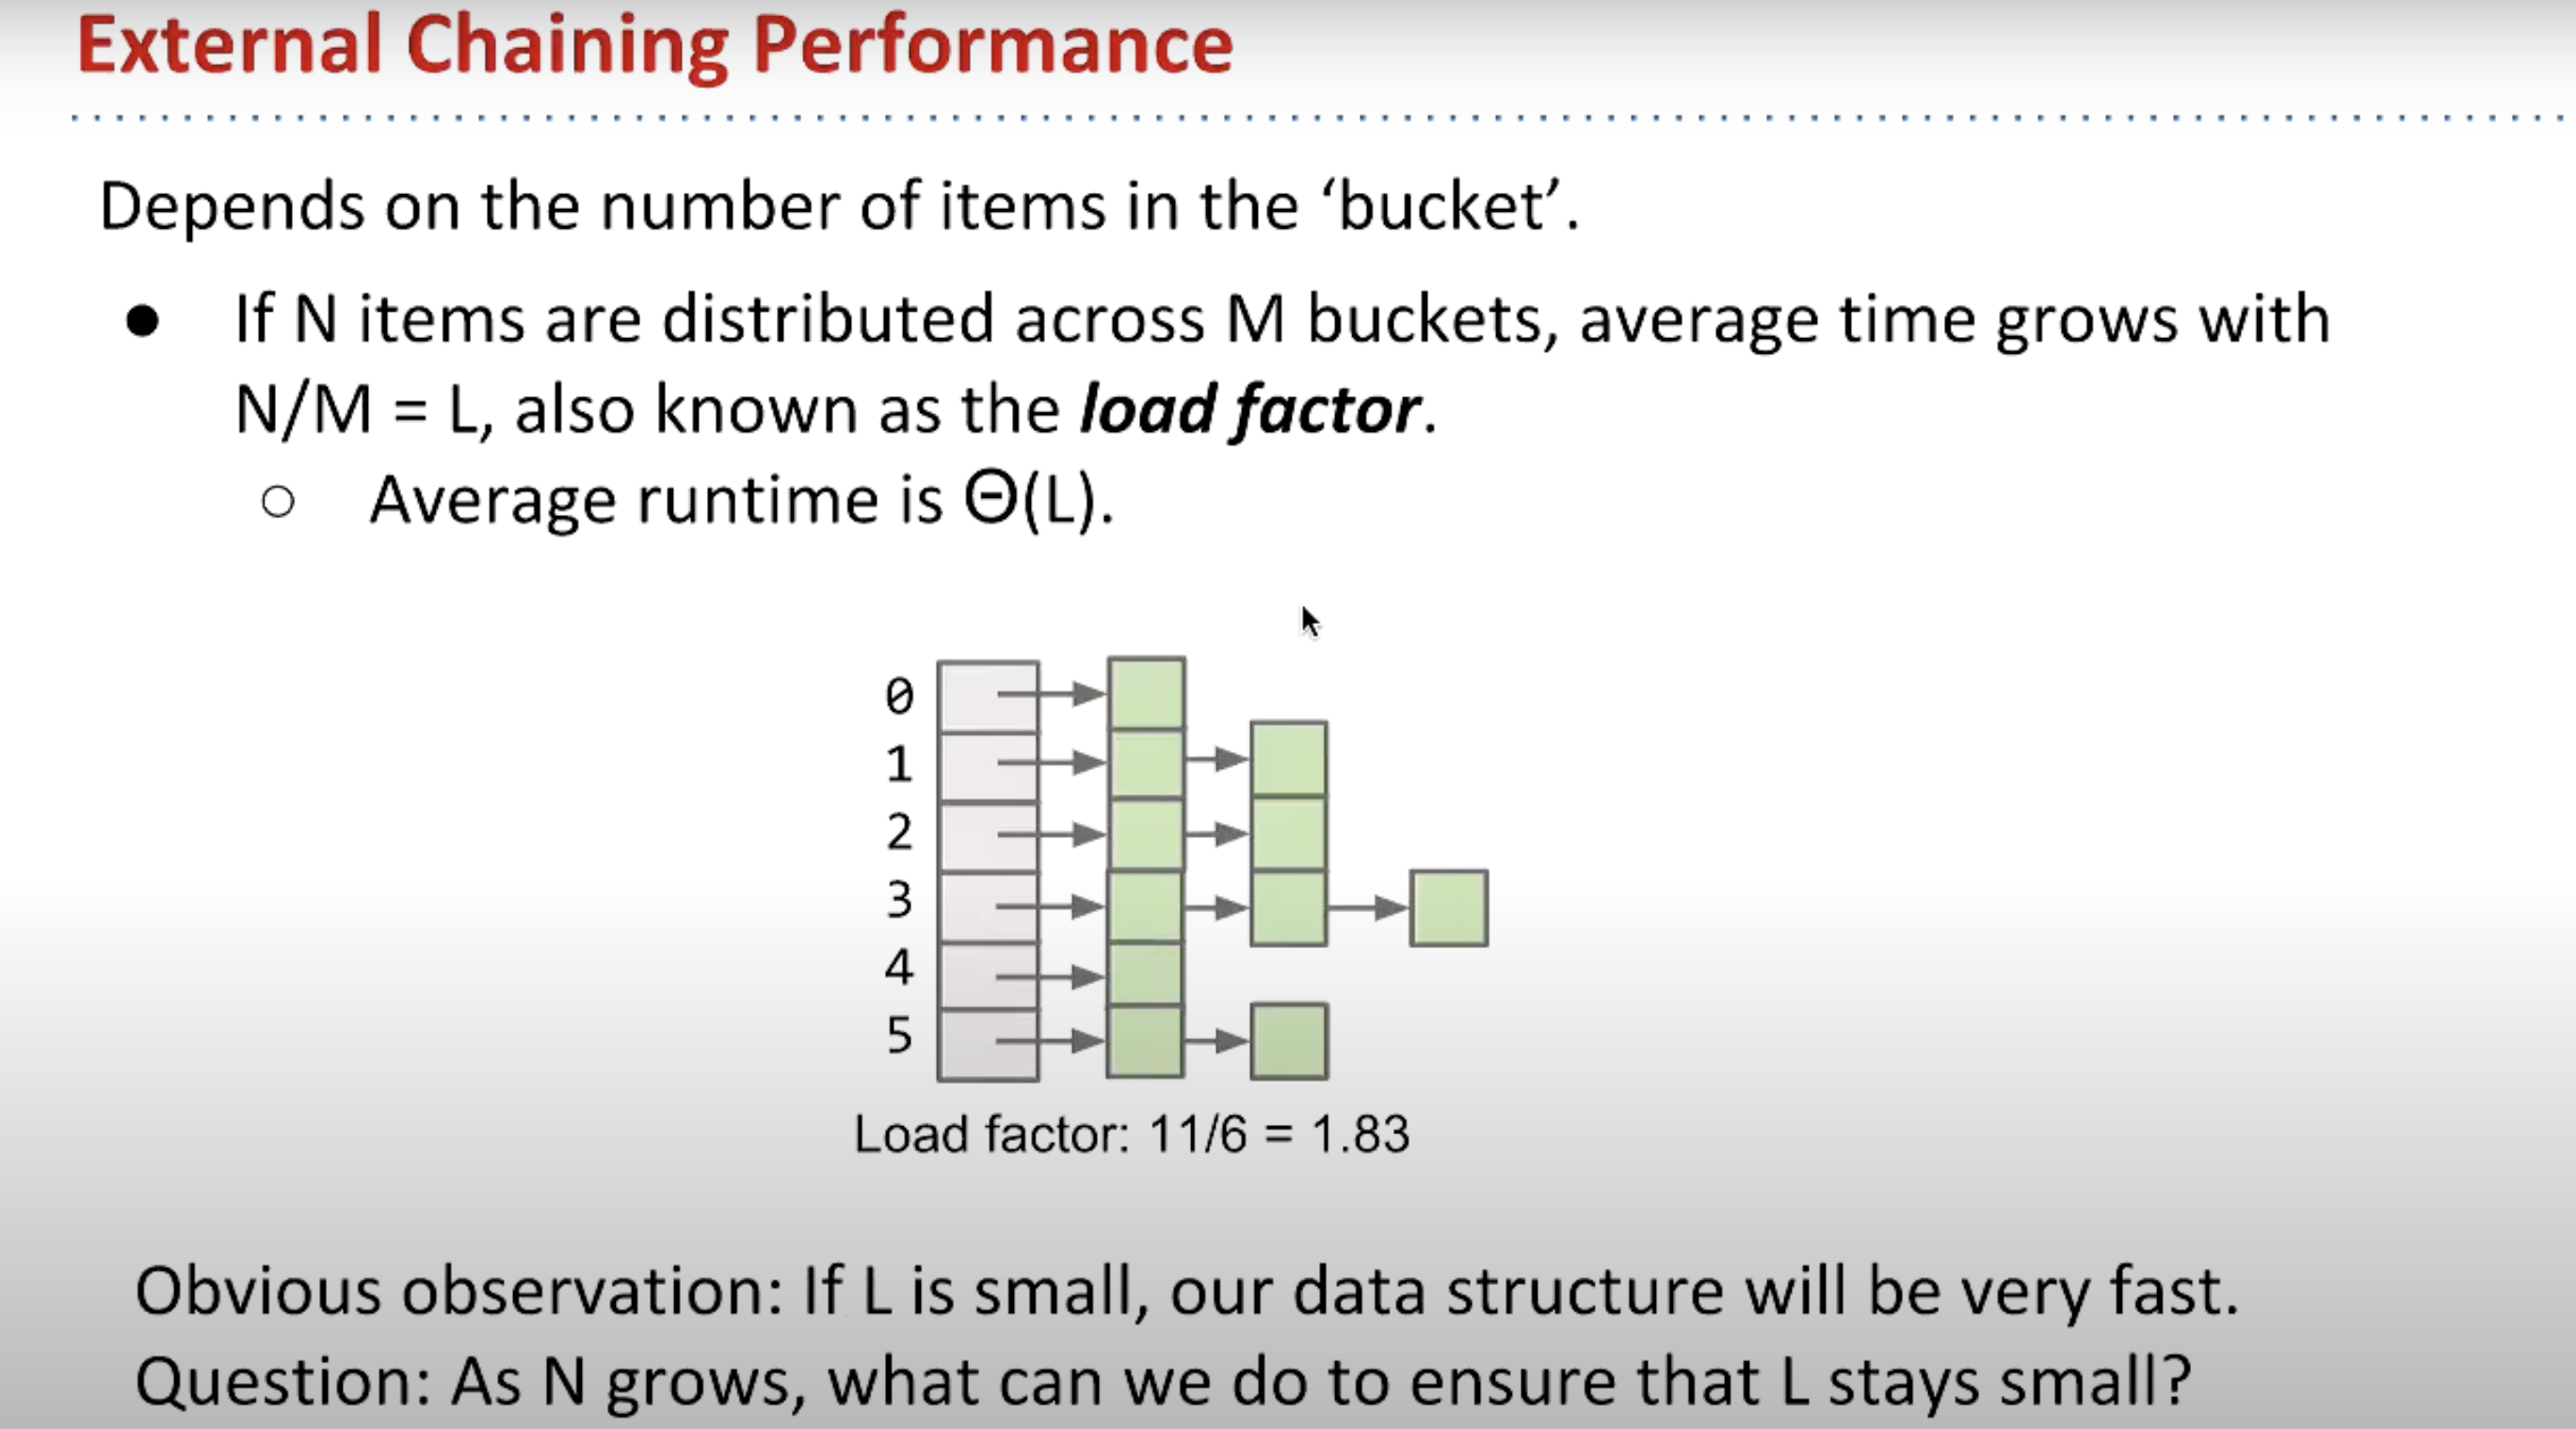 External Chaining Performance
Depends on the number of items in the ‘bucket’.
● If N items are distributed across M buckets, average time grows with
N/M = L, also known as the load factor.
○ Average runtime is Θ(L).
0
1
2
3
4
5
Load factor: 11/6 = 1.83
Obvious observation: If L is small, our data structure will be very fast.
Question: As N grows, what can we do to ensure that L stays small?